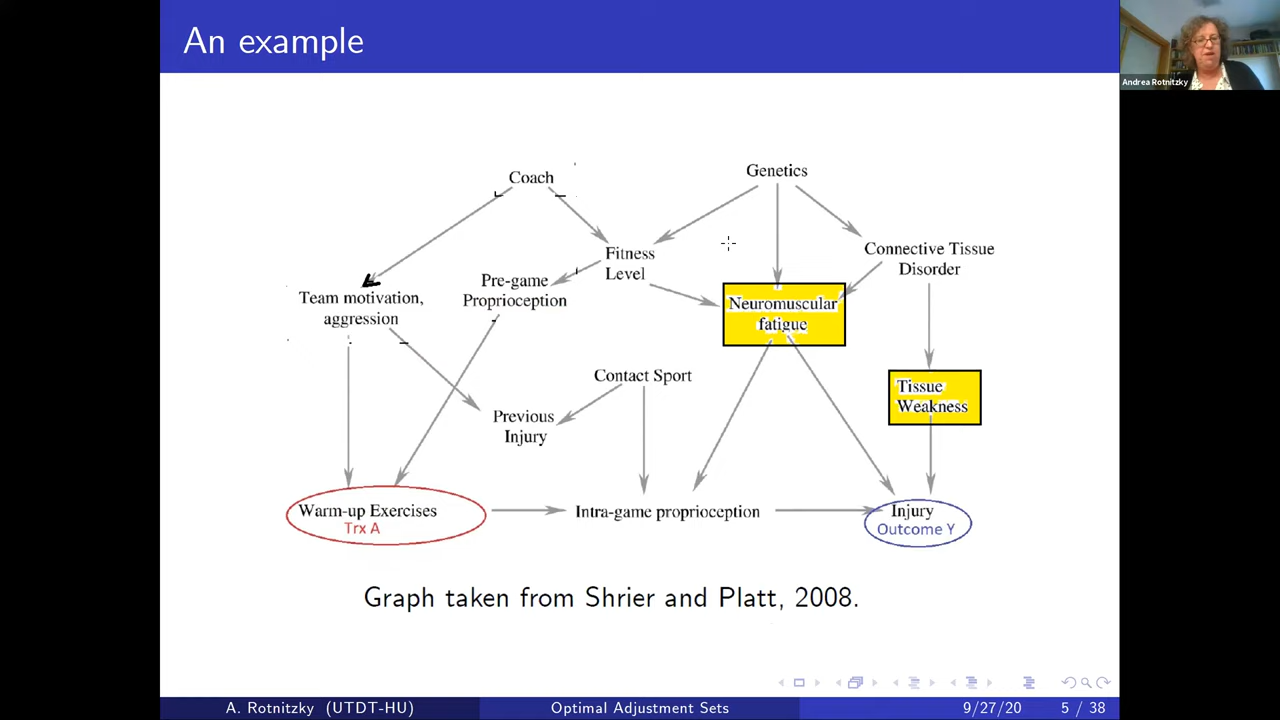 An example
Andrea Rotnitzky
Coach
Genetics
Fitness
Level
Connective Tissue
Disorder
Pre-game
Proprioception
Team motivation,
aggression
Neuromuscular
fatigue
Contact Sport
Tissue
Weakness
Previous
Injury
Warm-up Exercises
Trx A
Intra-game proprioception
Injury
Outcome Y
Graph taken from Shrier and Platt, 2008.
A. Rotnitzky (UTDT-HU)
Optimal Adjustment Sets
9/27/20
5 / 38